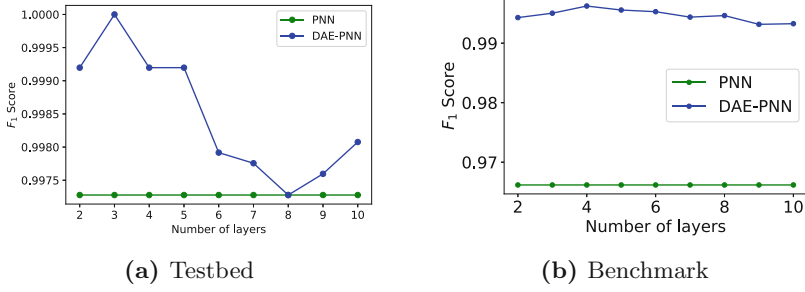 1.0000
0.9995
0.9990
0.9985
0.9980
0.9975
F1 Score
2 3 4 5 6 7 8 9 10
Number of layers
PNN
DAE-PNN
(a) Testbed
0.99
0.98
0.97
F1 Score
2 4 6 8 10
Number of layers
PNN
DAE-PNN
(b) Benchmark